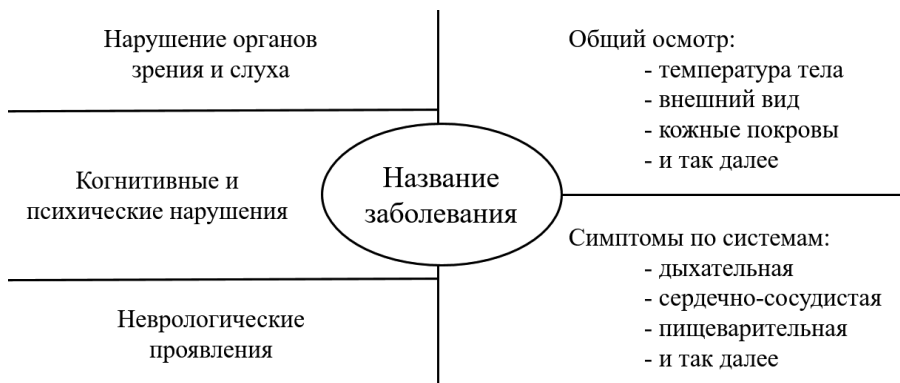 Нарушение органов
зрения и слуха
Когнитивные и
психические нарушения
Неврологические
проявления
Название
заболевания
Общий осмотр:
- температура тела
- внешний вид
- кожные покровы
- и так далее
Симптомы по системам:
- дыхательная
- сердечно-сосудистая
- пищеварительная
- и так далее